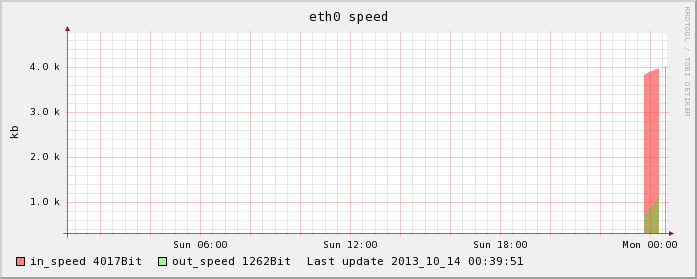 eth0 speed
RRDTOOL / TOBI OETIKER
kb
4.0 k
3.0 k
2.0 k
1.0 k
Sun 06:00 Sun 12:00 Sun 18:00 Mon 00:00
in_speed 4017Bit out_speed 1262Bit Last update 2013_10_14 00:39:51